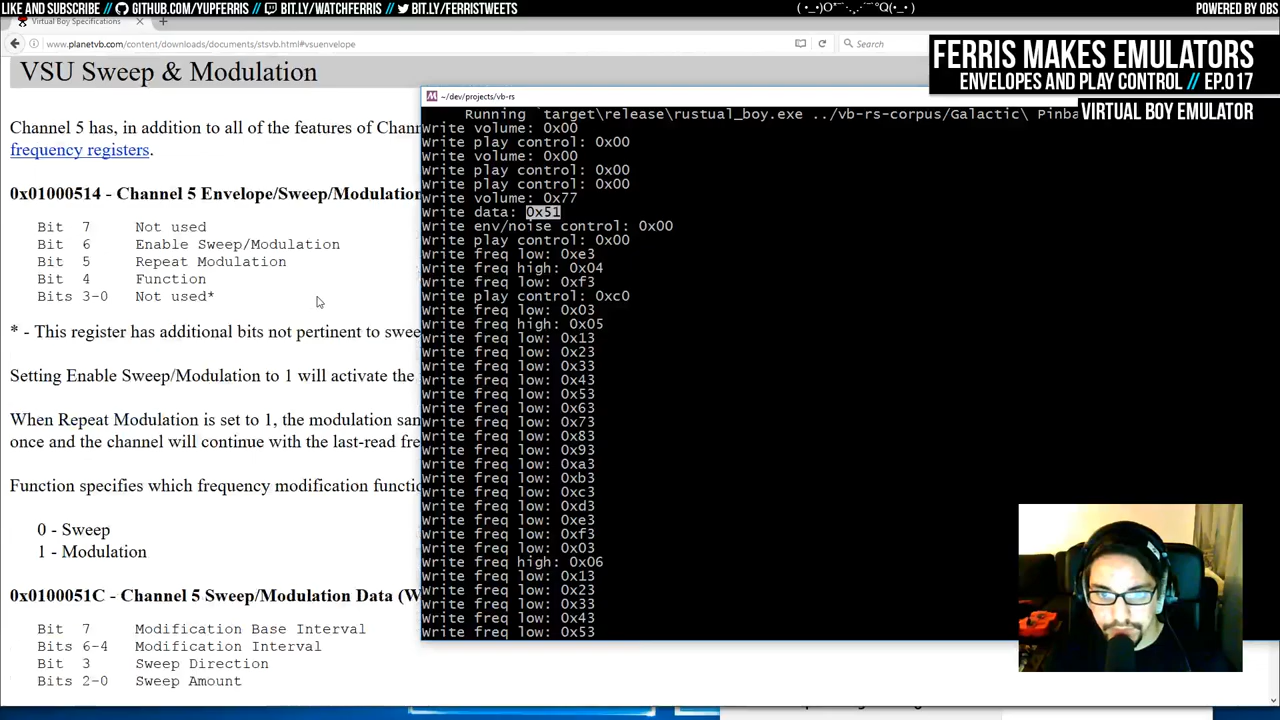 LIKE AND SUBSCRIBE // GITHUB.COM/YUPFERRIS // BIT.LY/WATCHFERRIS // BIT.LY/FERRISTWEETS
POWERED BY OBS
Virtual Boy Specifications
www.planetvb.com/content/downloads/documents/stsvb.html#vsuenvelope
Search
FERRIS MAKES EMULATORS
ENVELOPES AND PLAY CONTROL // EP.017
VIRTUAL BOY EMULATOR
VSU Sweep & Modulation
Channel 5 has, in addition to all of the features of Chan
frequency registers.
0x01000514 - Channel 5 Envelope/Sweep/Modulation
Bit 7 Not used
Bit 6 Enable Sweep/Modulation
Bit 5 Repeat Modulation
Bit 4 Function
Bits 3-0 Not used*
* - This register has additional bits not pertinent to swee
Setting Enable Sweep/Modulation to 1 will activate the
When Repeat Modulation is set to 1, the modulation sam
once and the channel will continue with the last-read fre
Function specifies which frequency modification functio
0 - Sweep
1 - Modulation
0x0100051C - Channel 5 Sweep/Modulation Data (W
Bit 7 Modification Base Interval
Bits 6-4 Modification Interval
Bit 3 Sweep Direction
Bits 2-0 Sweep Amount
~/dev/projects/vb-rs
Running `target\release\rustual_boy.exe ../vb-rs-corpus/Galactic\ Pinba
Write volume: 0x00
Write play control: 0x00
Write volume: 0x00
Write play control: 0x00
Write play control: 0x00
Write volume: 0x77
Write data: 0x51
Write env/noise control: 0x00
Write play control: 0x00
Write freq low: 0xe3
Write freq high: 0x04
Write freq low: 0xf3
Write play control: 0xc0
Write freq low: 0x03
Write freq high: 0x05
Write freq low: 0x13
Write freq low: 0x23
Write freq low: 0x33
Write freq low: 0x43
Write freq low: 0x53
Write freq low: 0x63
Write freq low: 0x73
Write freq low: 0x83
Write freq low: 0x93
Write freq low: 0xa3
Write freq low: 0xb3
Write freq low: 0xc3
Write freq low: 0xd3
Write freq low: 0xe3
Write freq low: 0xf3
Write freq low: 0x03
Write freq high: 0x06
Write freq low: 0x13
Write freq low: 0x23
Write freq low: 0x33
Write freq low: 0x43
Write freq low: 0x53